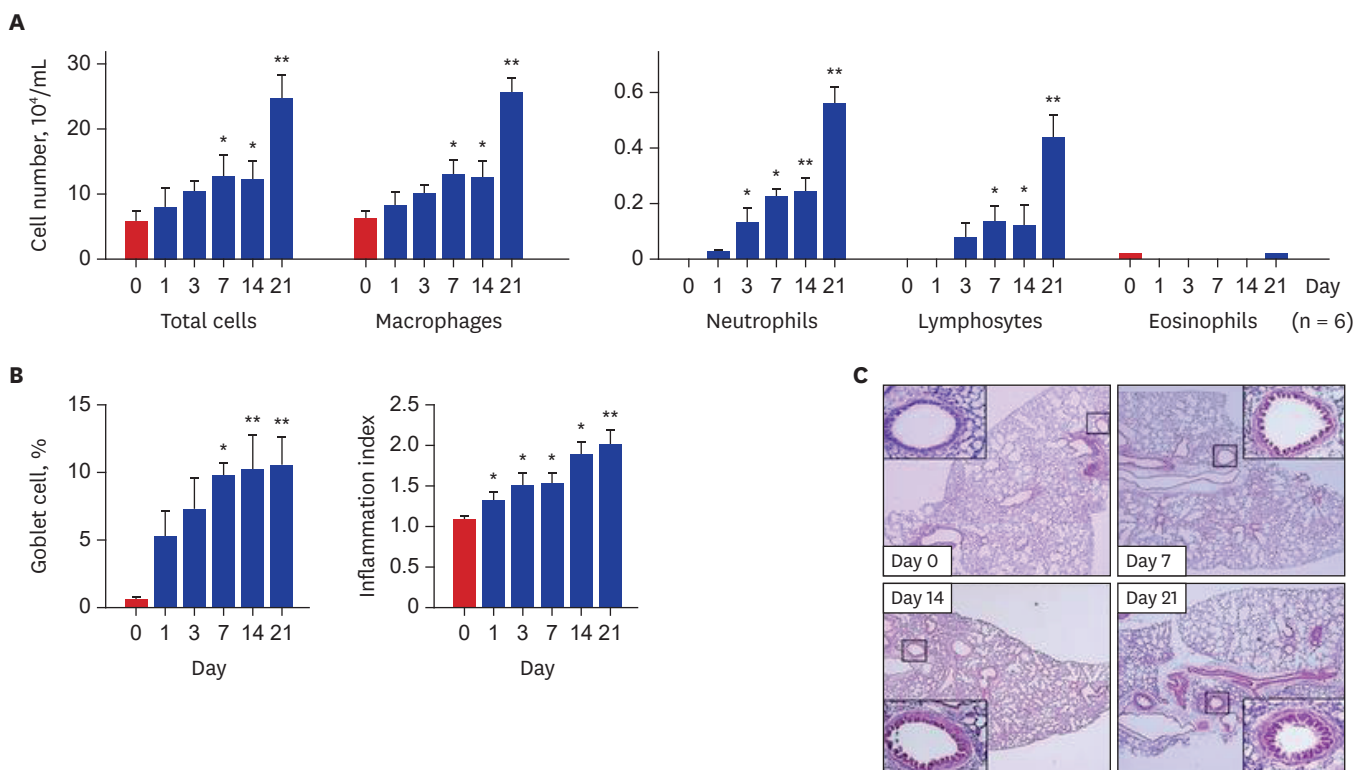 A
Cell number, 10⁴/mL
30
20
10
0
** 
* *
0 1 3 7 14 21
Total cells
**
* *
0 1 3 7 14 21
Macrophages
0.6
0.4
0.2
0
**
* * **
0 1 3 7 14 21
Neutrophils
**
* *
0 1 3 7 14 21
Lymphosytes
0 1 3 7 14 21 Day
Eosinophils (n = 6)
B
Goblet cell, %
15
10
5
0
* ** **
0 1 3 7 14 21
Day
Inflammation index
2.5
2.0
1.5
1.0
0.5
0
* * * * **
0 1 3 7 14 21
Day
C
Day 0
Day 7
Day 14
Day 21